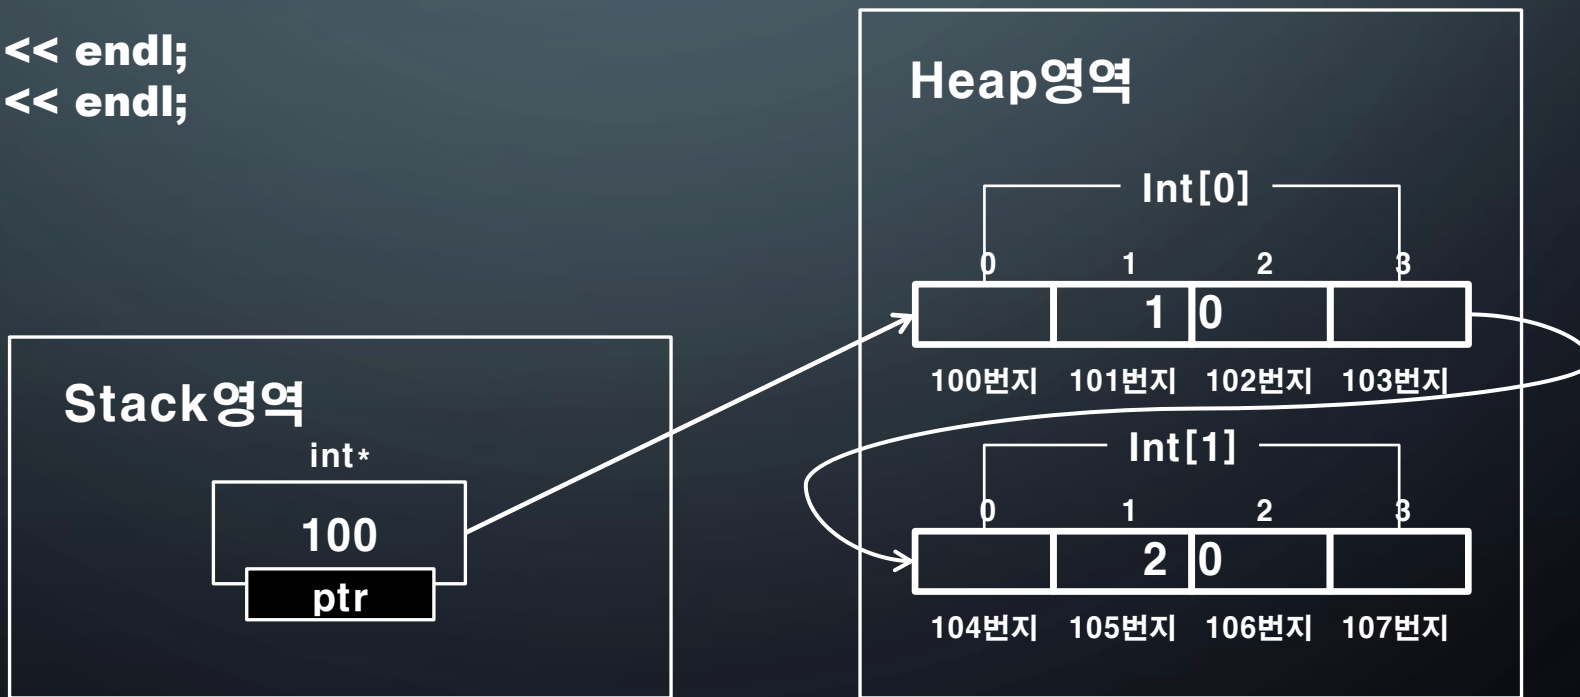 << endl;
<< endl;
Heap영역
Int[0]
0 1 2 3
1 0
100번지 101번지 102번지 103번지
Int[1]
0 1 2 3
2 0
104번지 105번지 106번지 107번지
Stack영역
int*
100
ptr